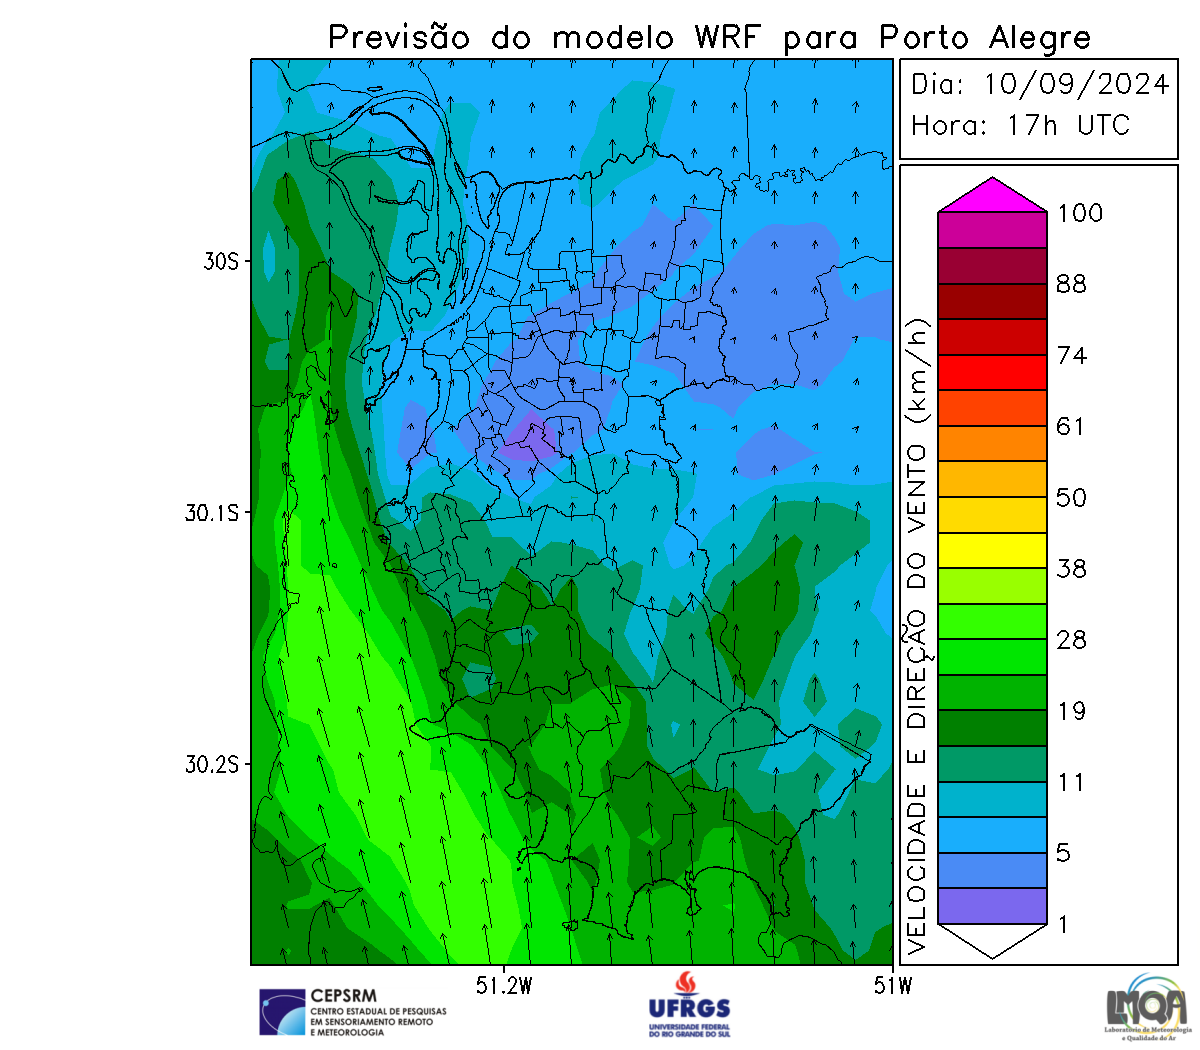 Previsão do modelo WRF para Porto Alegre
Dia: 10/09/2024
Hora: 17h UTC
VELOCIDADE E DIREÇÃO DO VENTO (km/h)
100
88
74
61
50
38
28
19
11
5
1
30S
30.1S
30.2S
51.2W
51W
CEPSRM
CENTRO ESTADUAL DE PESQUISAS
EM SENSORIAMENTO REMOTO
E METEOROLOGIA
UFRGS
UNIVERSIDADE FEDERAL
DO RIO GRANDE DO SUL
LMQA
Laboratório de Meteorologia
e Qualidade do Ar